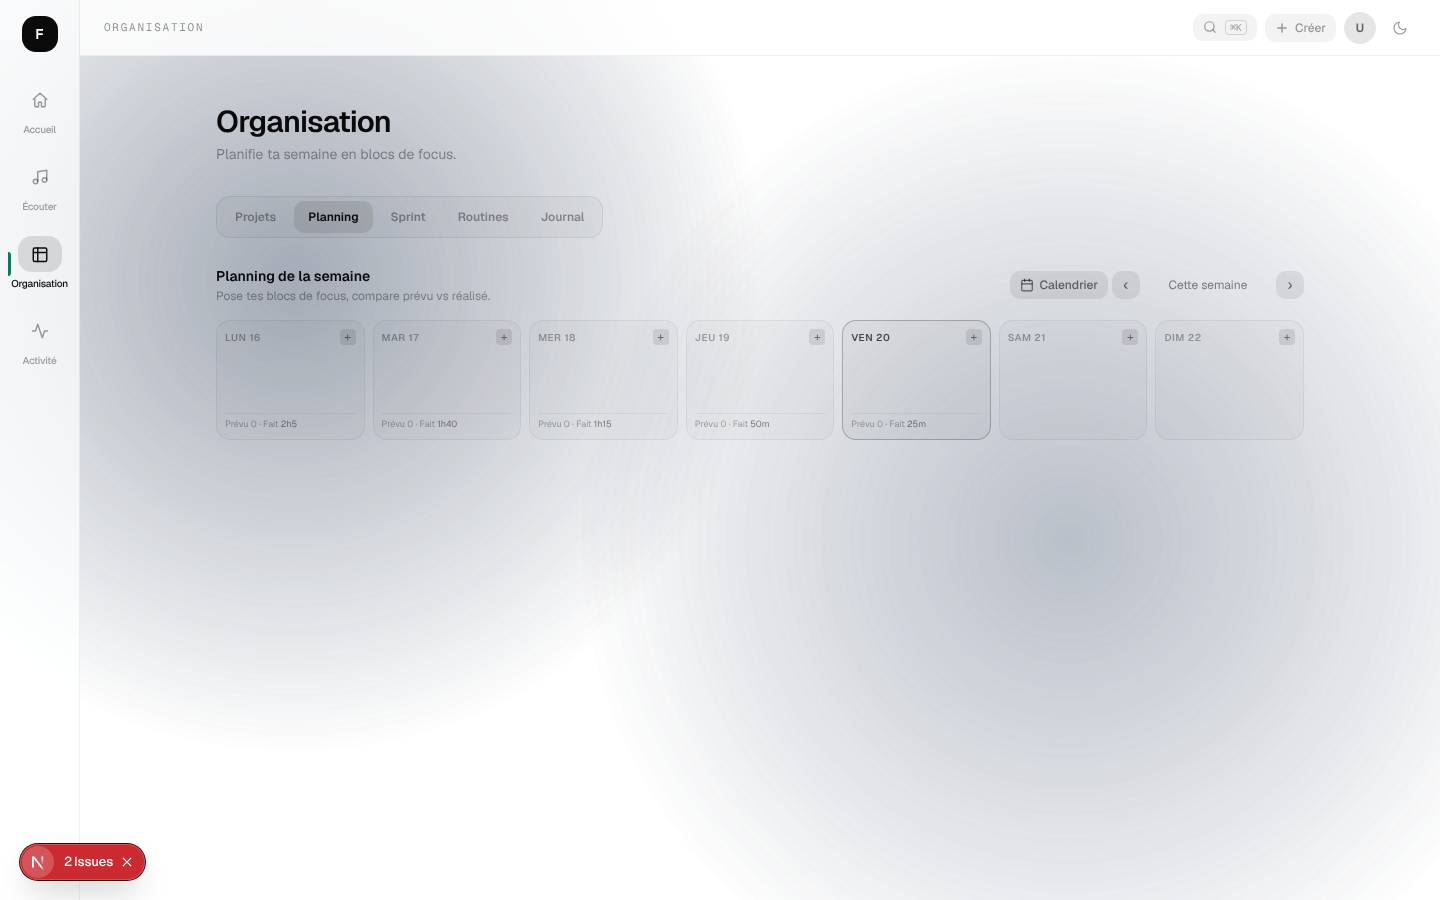 F
ORGANISATION
⌘K
Créer
U
Accueil
Écouter
Organisation
Activité
Organisation
Planifie ta semaine en blocs de focus.
Projets Planning Sprint Routines Journal
Planning de la semaine
Pose tes blocs de focus, compare prévu vs réalisé.
Calendrier ‹ Cette semaine ›
LUN 16 + MAR 17 + MER 18 + JEU 19 + VEN 20 + SAM 21 + DIM 22 +
Prévu 0 · Fait 2h5 Prévu 0 · Fait 1h40 Prévu 0 · Fait 1h15 Prévu 0 · Fait 50m Prévu 0 · Fait 25m
N 2 Issues